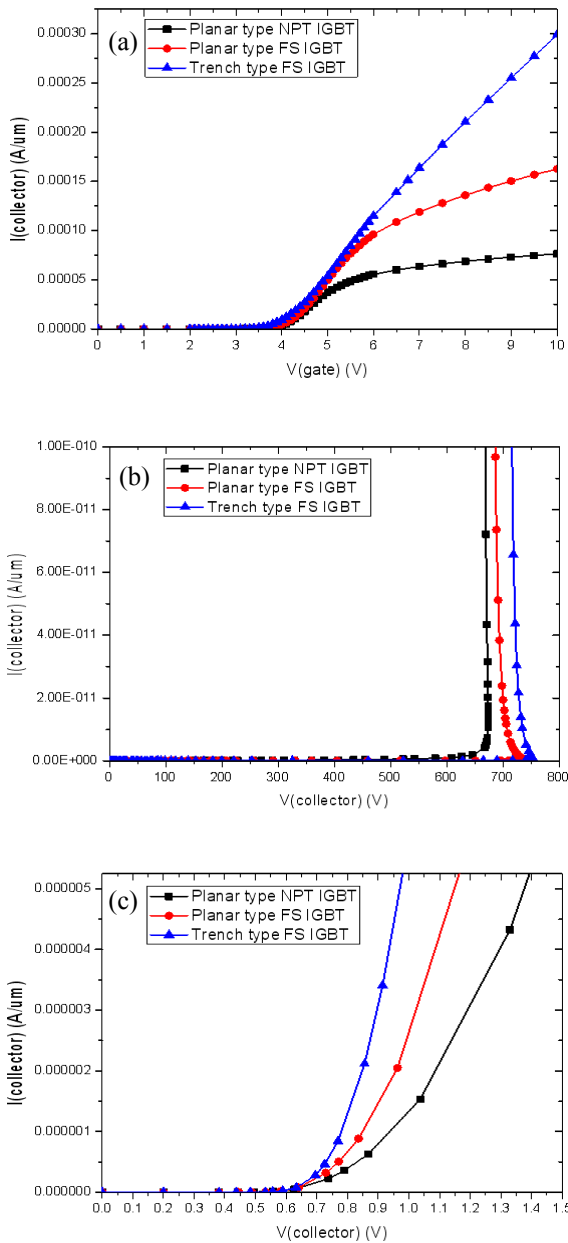 (a)
Planar type NPT IGBT
Planar type FS IGBT
Trench type FS IGBT
I(collector) (A/um)
0.00030
0.00025
0.00020
0.00015
0.00010
0.00005
0.00000
0 1 2 3 4 5 6 7 8 9 10
V(gate) (V)
(b)
Planar type NPT IGBT
Planar type FS IGBT
Trench type FS IGBT
I(collector) (A/um)
1.00E-010
8.00E-011
6.00E-011
4.00E-011
2.00E-011
0.00E+000
0 100 200 300 400 500 600 700 800
V(collector) (V)
(c)
Planar type NPT IGBT
Planar type FS IGBT
Trench type FS IGBT
I(collector) (A/um)
0.000005
0.000004
0.000003
0.000002
0.000001
0.000000
0.0 0.1 0.2 0.3 0.4 0.5 0.6 0.7 0.8 0.9 1.0 1.1 1.2 1.3 1.4 1.5
V(collector) (V)